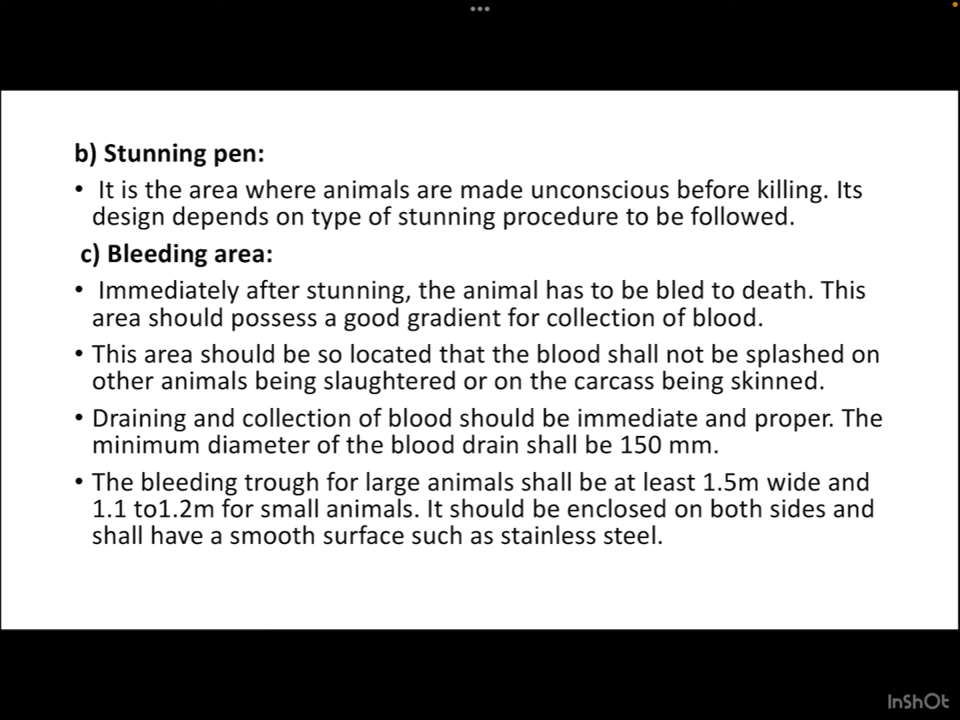 b) Stunning pen:
• It is the area where animals are made unconscious before killing. Its
design depends on type of stunning procedure to be followed.
c) Bleeding area:
• Immediately after stunning, the animal has to be bled to death. This
area should possess a good gradient for collection of blood.
• This area should be so located that the blood shall not be splashed on
other animals being slaughtered or on the carcass being skinned.
• Draining and collection of blood should be immediate and proper. The
minimum diameter of the blood drain shall be 150 mm.
• The bleeding trough for large animals shall be at least 1.5m wide and
1.1 to1.2m for small animals. It should be enclosed on both sides and
shall have a smooth surface such as stainless steel.
InShOt